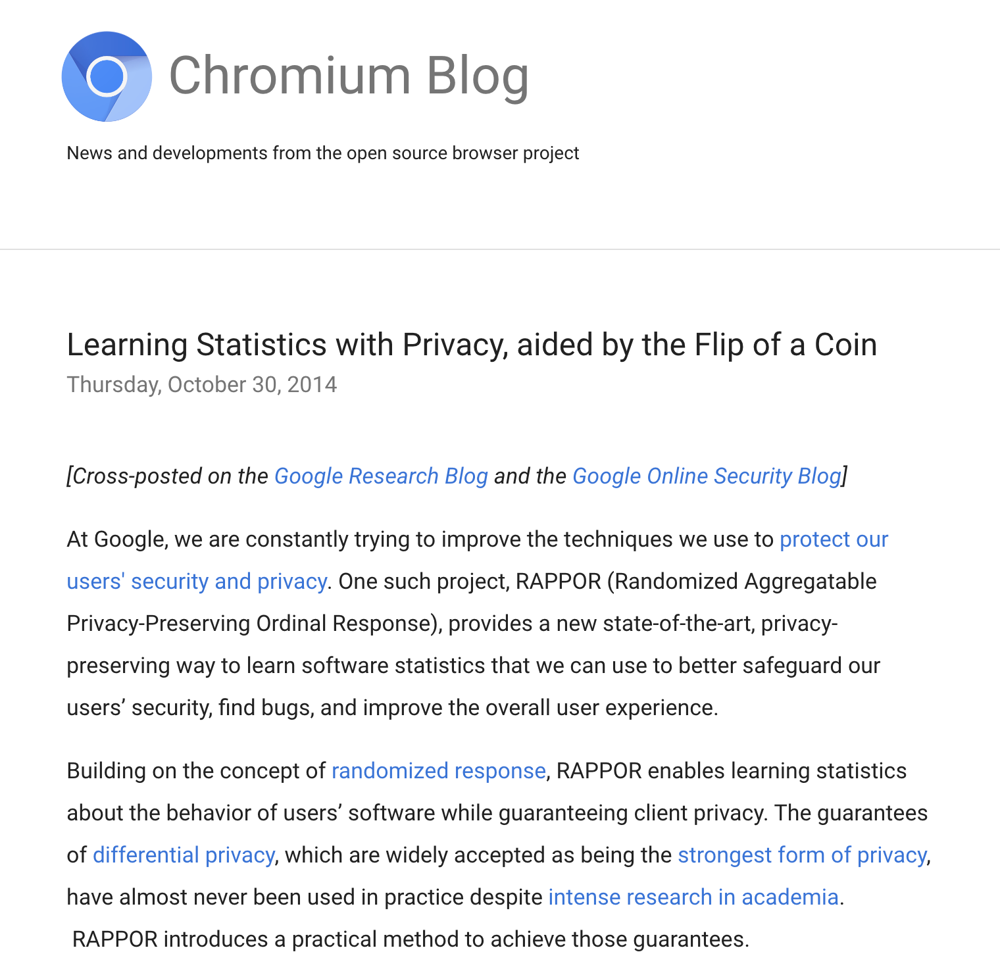 Chromium Blog
News and developments from the open source browser project
Learning Statistics with Privacy, aided by the Flip of a Coin
Thursday, October 30, 2014
[Cross-posted on the Google Research Blog and the Google Online Security Blog]
At Google, we are constantly trying to improve the techniques we use to protect our
users' security and privacy. One such project, RAPPOR (Randomized Aggregatable
Privacy-Preserving Ordinal Response), provides a new state-of-the-art, privacy-
preserving way to learn software statistics that we can use to better safeguard our
users’ security, find bugs, and improve the overall user experience.
Building on the concept of randomized response, RAPPOR enables learning statistics
about the behavior of users’ software while guaranteeing client privacy. The guarantees
of differential privacy, which are widely accepted as being the strongest form of privacy,
have almost never been used in practice despite intense research in academia.
RAPPOR introduces a practical method to achieve those guarantees.